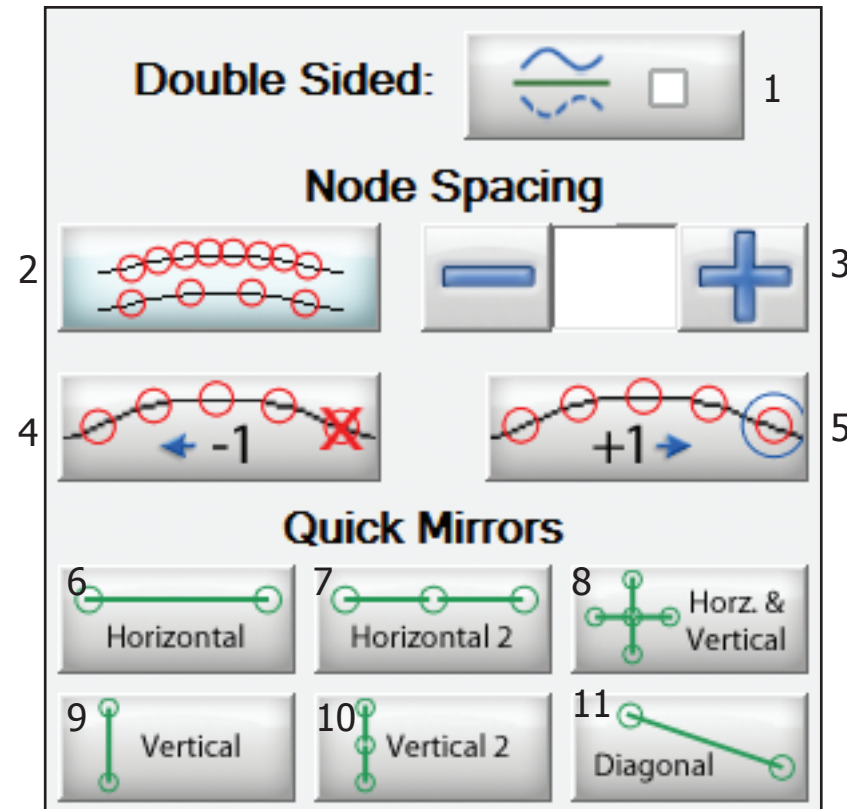 Double Sided:
1
Node Spacing
2
3
4
-1
+1
5
Quick Mirrors
6
Horizontal
7
Horizontal 2
8
Horz. &
Vertical
9
Vertical
10
Vertical 2
11
Diagonal